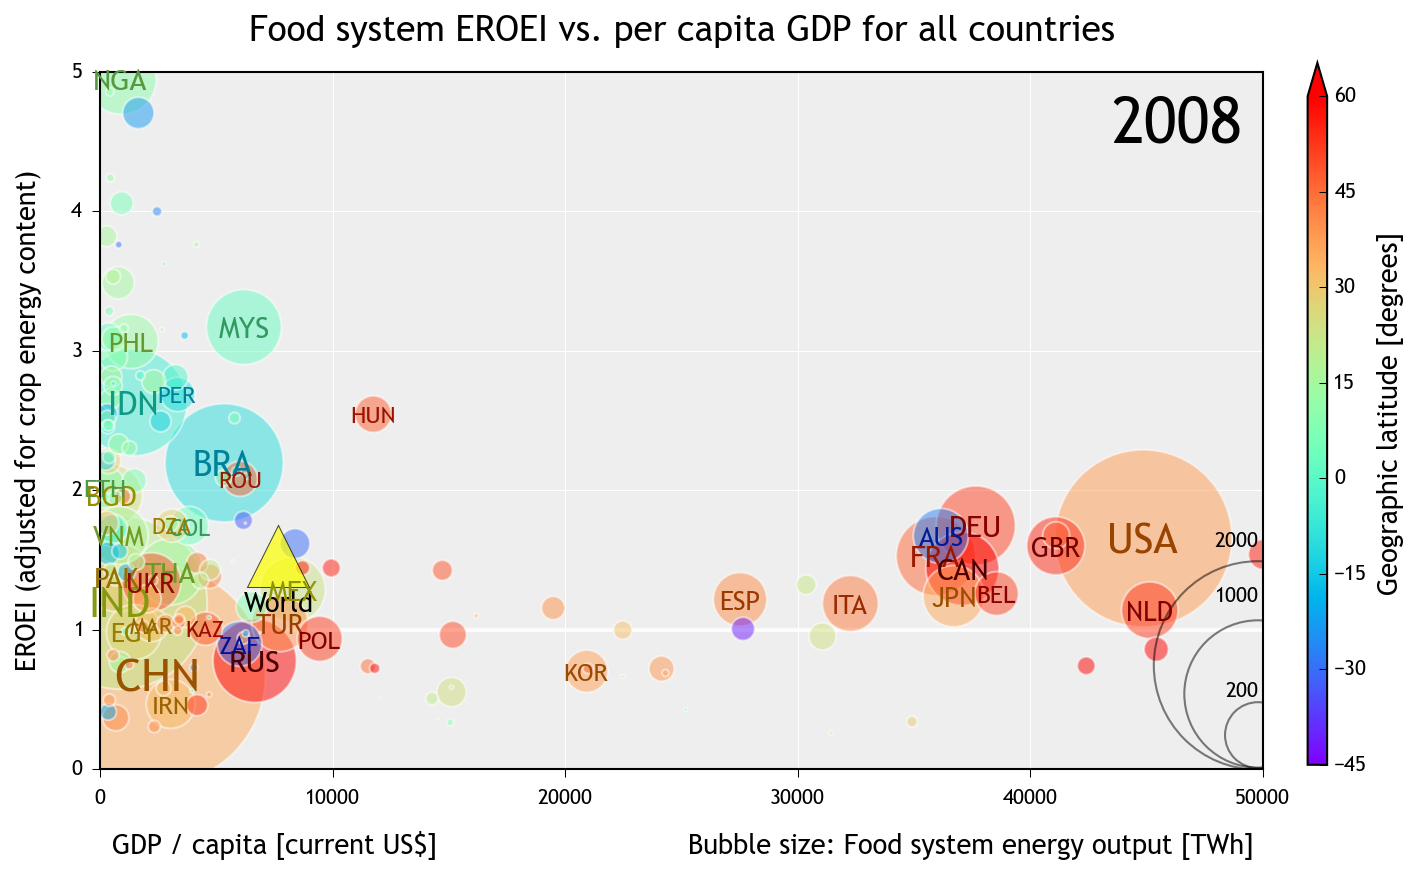 Food system EROEI vs. per capita GDP for all countries
2008
EROEI (adjusted for crop energy content)
5
4
3
2
1
0
NGA
MYS
PHL
IDN
PER
HUN
BRA
ROU
ETH
BGD
DZA
COL
VNM
PAK
UKR
THA
IND
MEX
World
EGY
MAR
KAZ
TUR
ZAF
RUS
POL
CHN
IRN
ESP
KOR
ITA
AUS
DEU
FRA
CAN
JPN
BEL
GBR
USA
NLD
2000
1000
200
0
10000
20000
30000
40000
50000
GDP / capita [current US$]
Bubble size: Food system energy output [TWh]
60
45
30
15
0
−15
−30
−45
Geographic latitude [degrees]